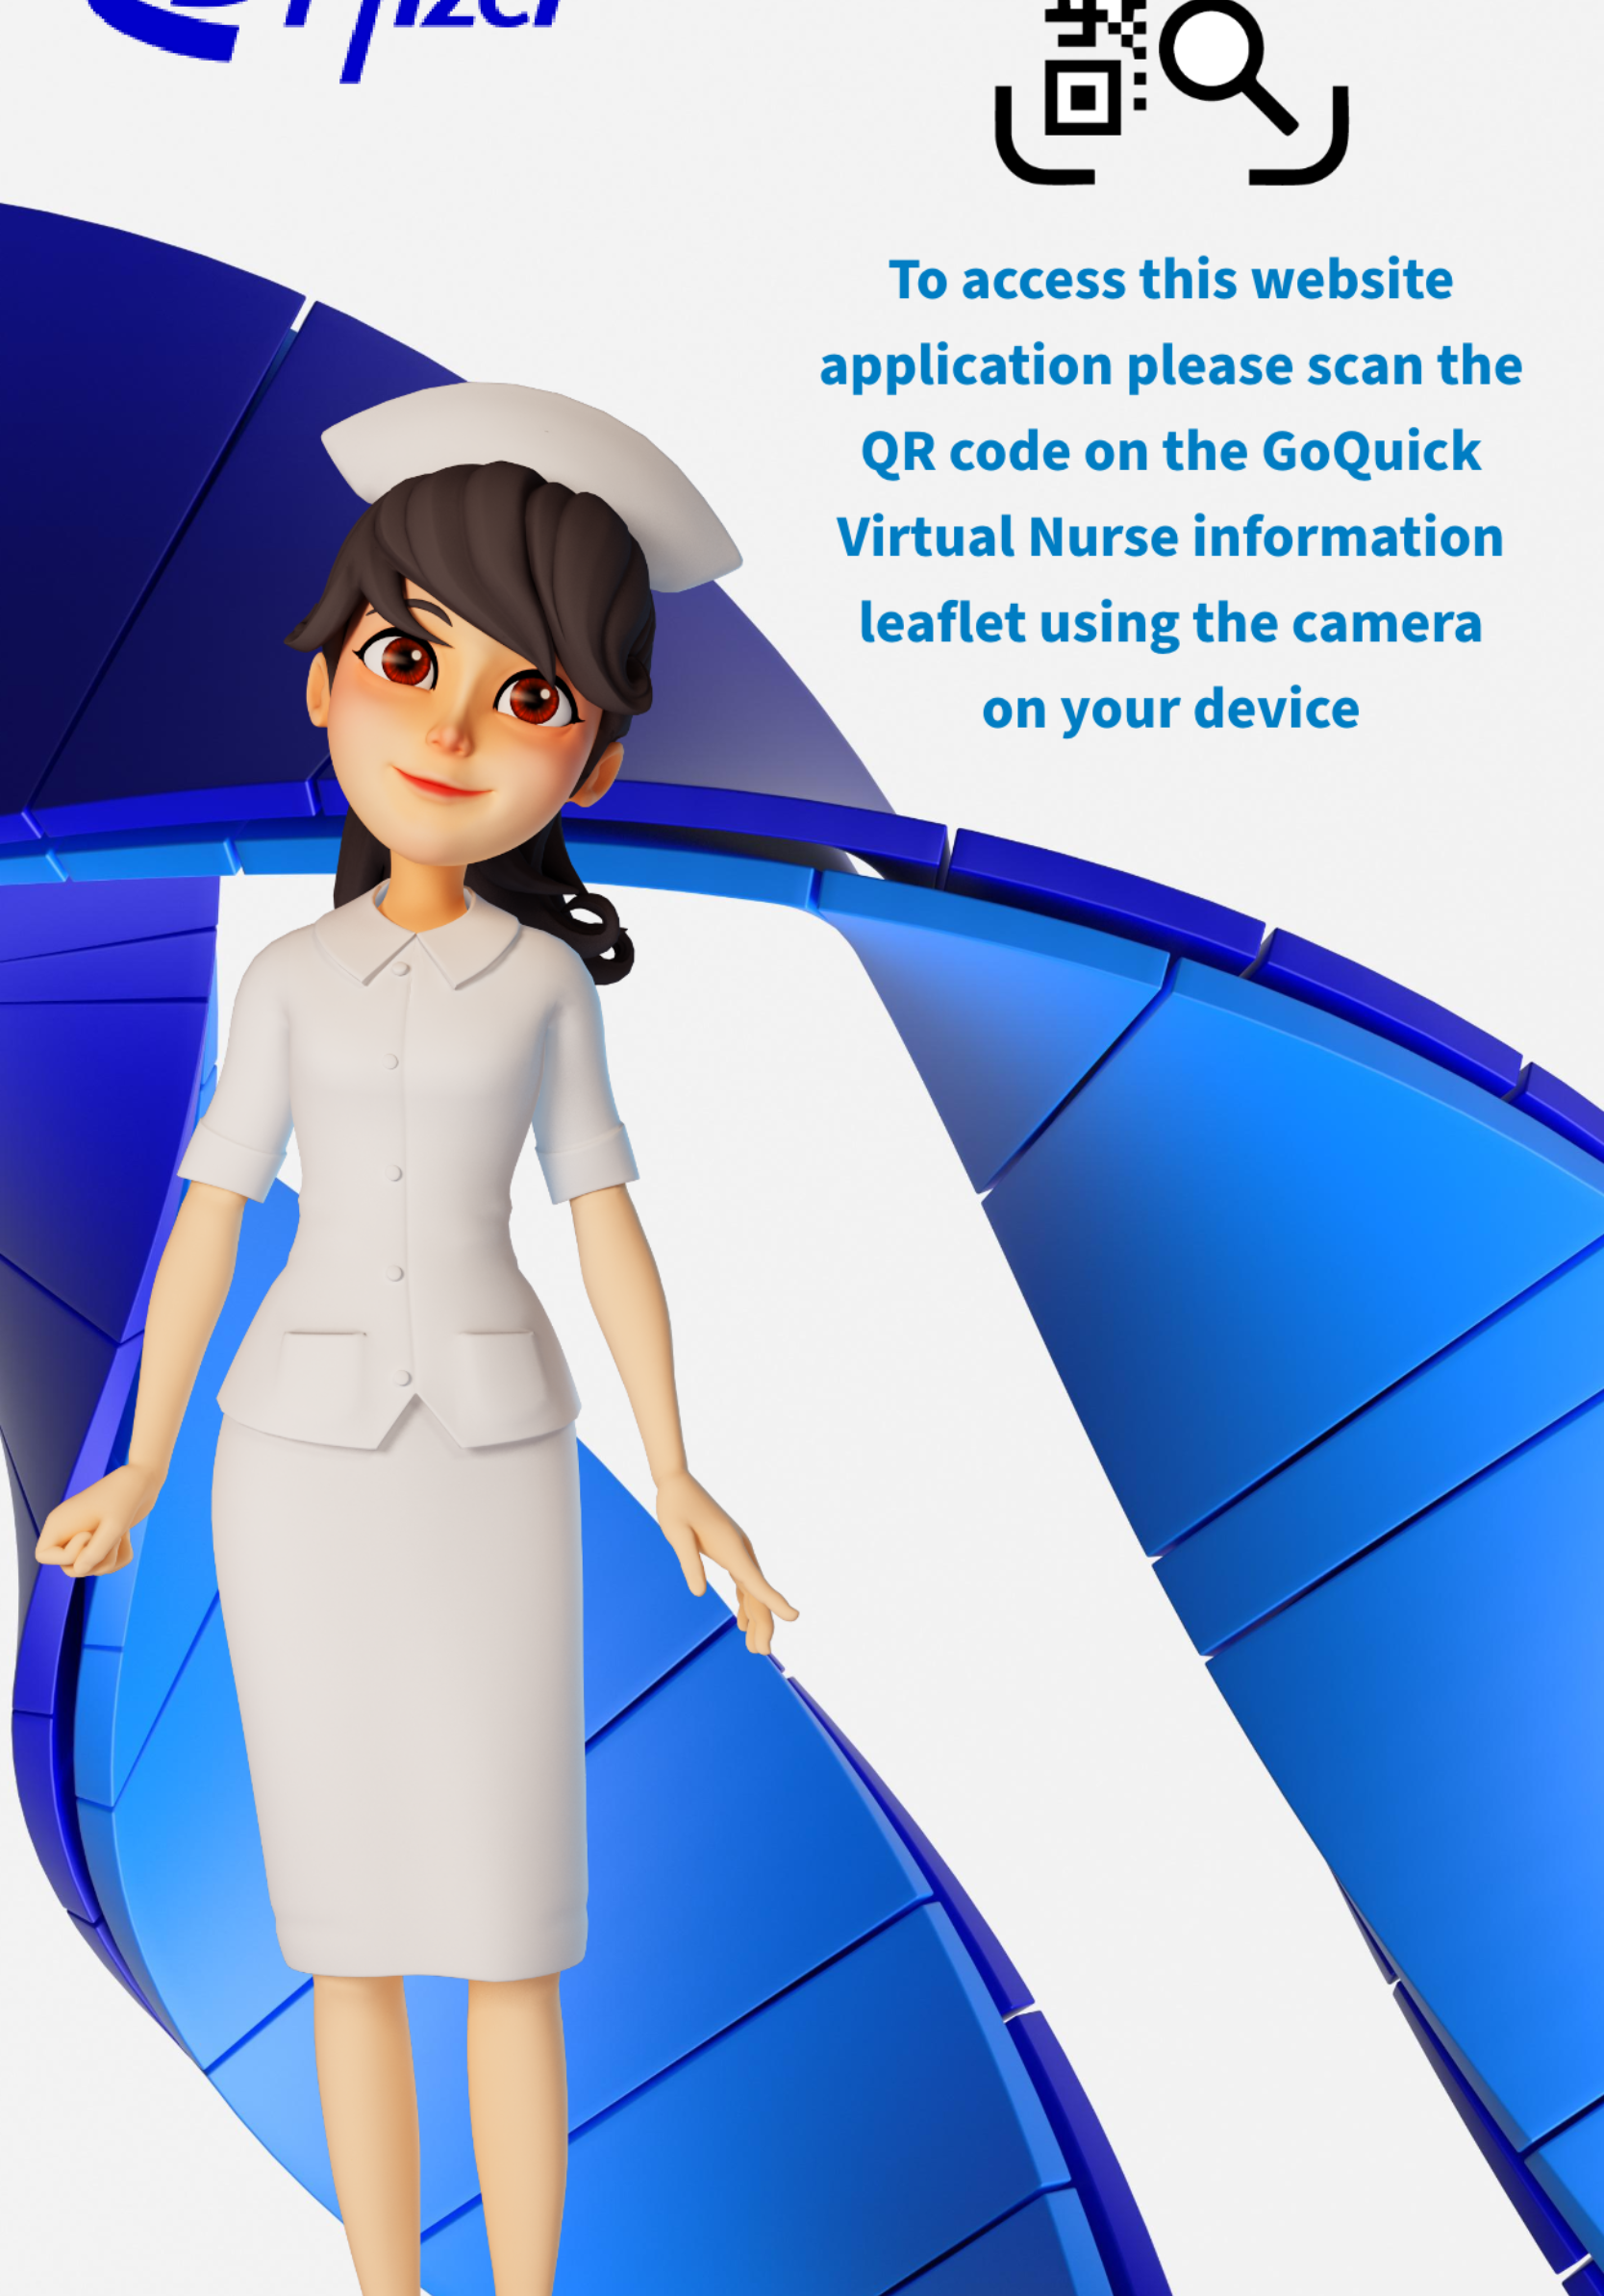 Pfizer
To access this website
application please scan the
QR code on the GoQuick
Virtual Nurse information
leaflet using the camera
on your device